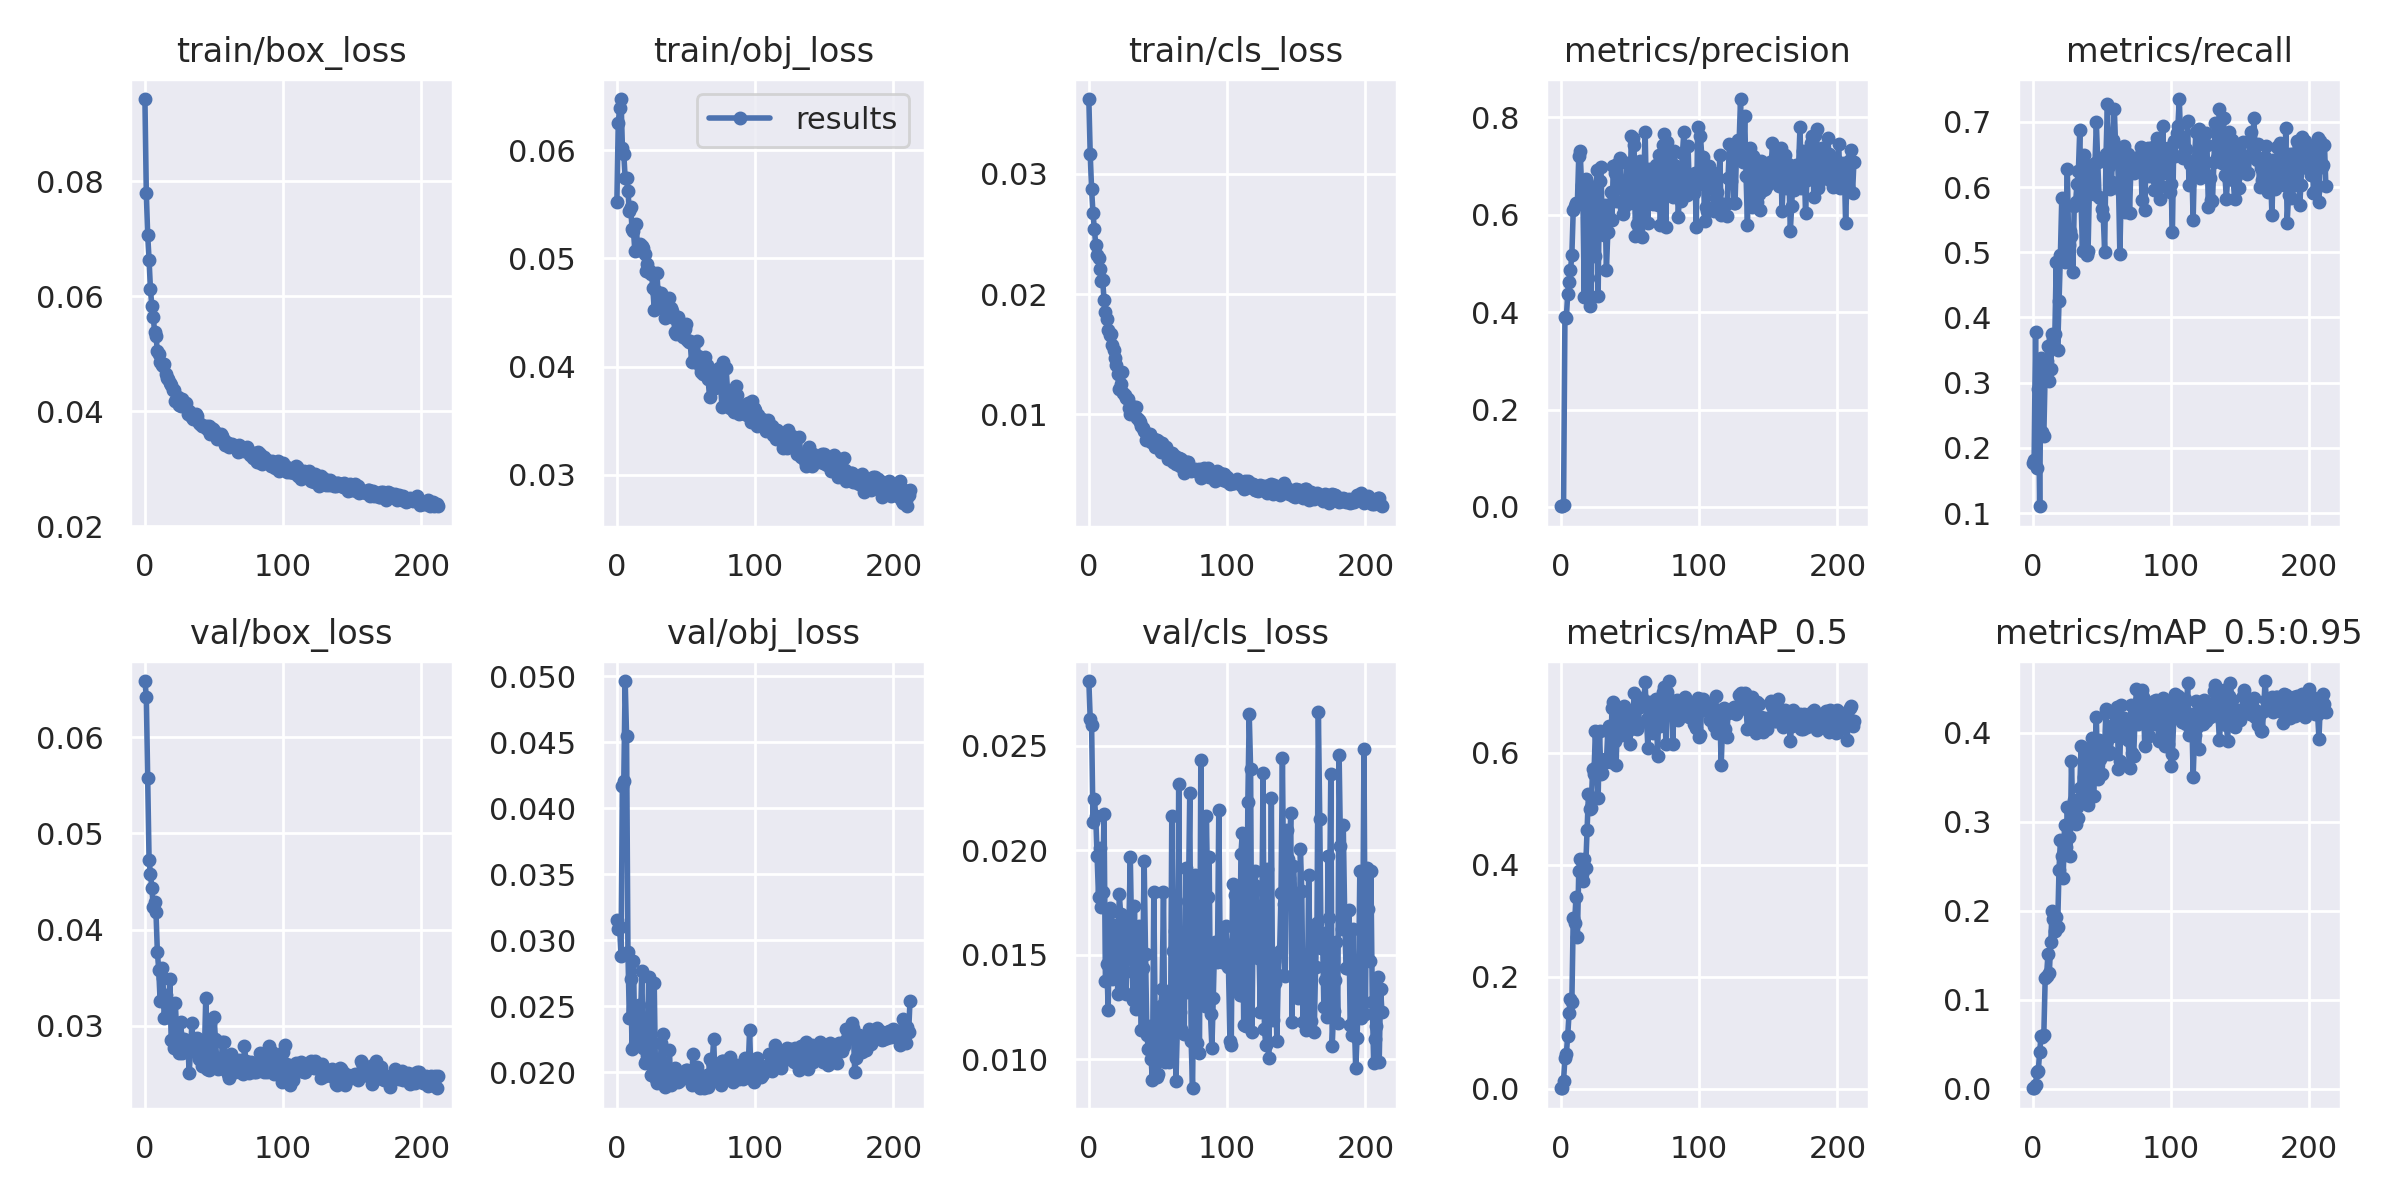 train/box_loss
0.08
0.06
0.04
0.02
0 100 200
train/obj_loss
results
0.06
0.05
0.04
0.03
0 100 200
train/cls_loss
0.03
0.02
0.01
0 100 200
metrics/precision
0.8
0.6
0.4
0.2
0.0
0 100 200
metrics/recall
0.7
0.6
0.5
0.4
0.3
0.2
0.1
0 100 200
val/box_loss
0.06
0.05
0.04
0.03
0 100 200
val/obj_loss
0.050
0.045
0.040
0.035
0.030
0.025
0.020
0 100 200
val/cls_loss
0.025
0.020
0.015
0.010
0 100 200
metrics/mAP_0.5
0.6
0.4
0.2
0.0
0 100 200
metrics/mAP_0.5:0.95
0.4
0.3
0.2
0.1
0.0
0 100 200